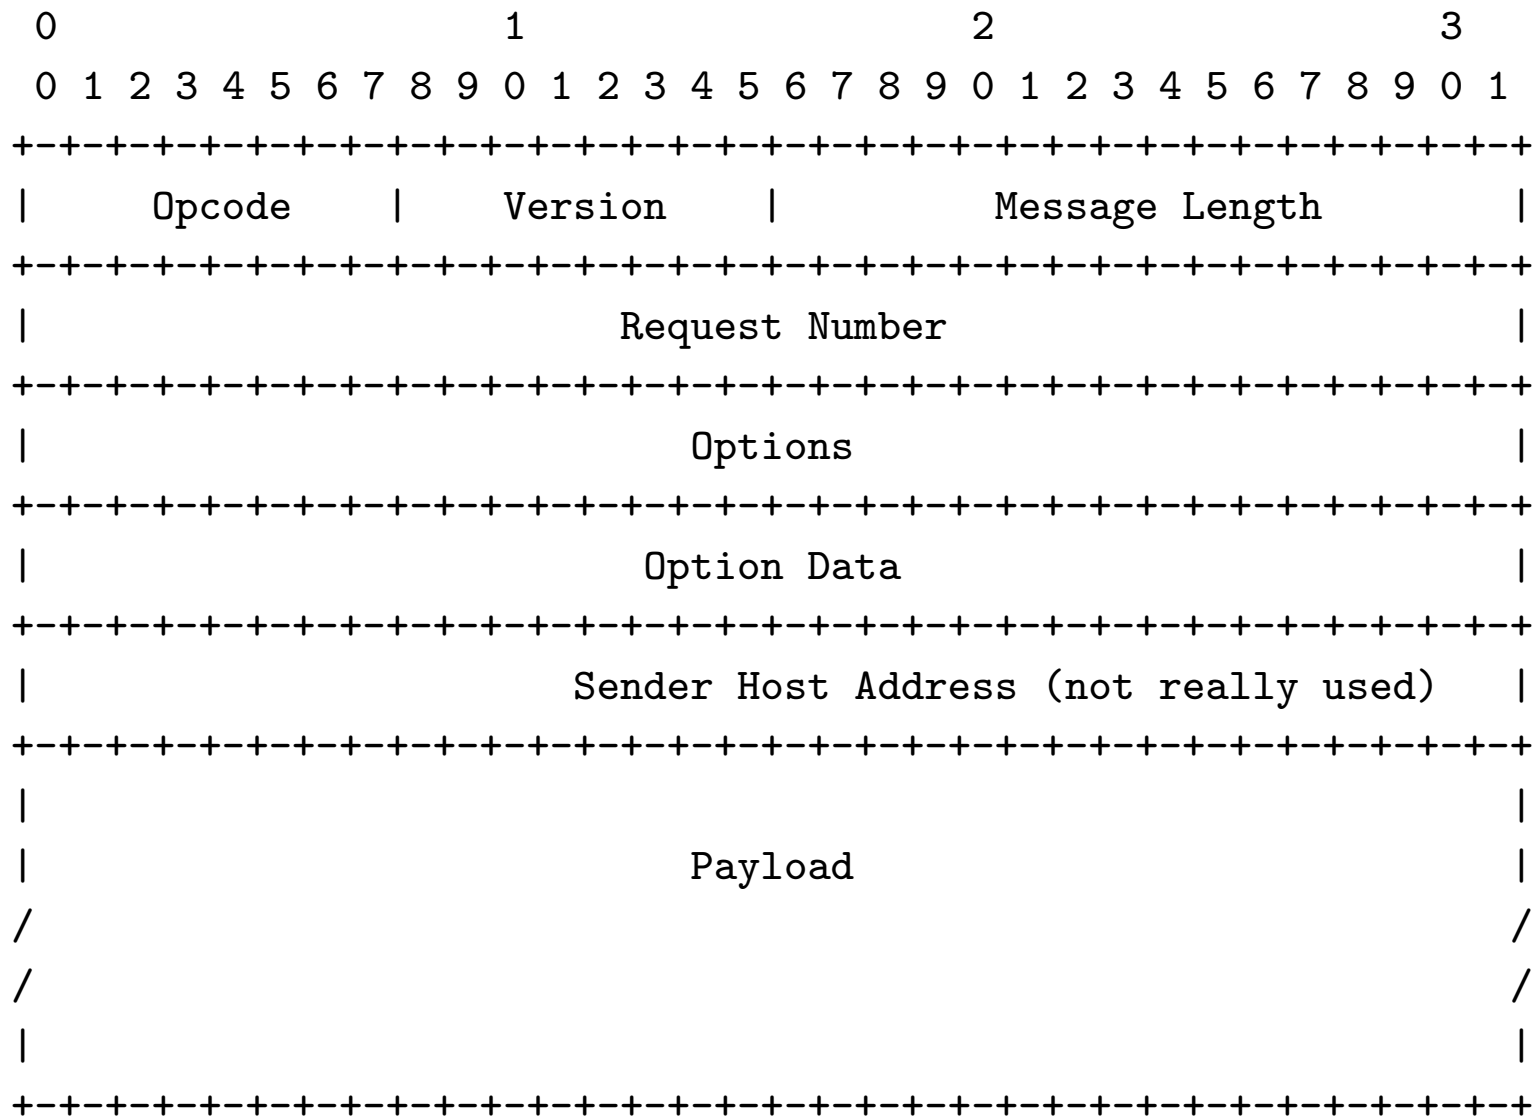 0                   1                   2                   3
 0 1 2 3 4 5 6 7 8 9 0 1 2 3 4 5 6 7 8 9 0 1 2 3 4 5 6 7 8 9 0 1
+-+-+-+-+-+-+-+-+-+-+-+-+-+-+-+-+-+-+-+-+-+-+-+-+-+-+-+-+-+-+-+-+
|     Opcode    |    Version    |         Message Length        |
+-+-+-+-+-+-+-+-+-+-+-+-+-+-+-+-+-+-+-+-+-+-+-+-+-+-+-+-+-+-+-+-+
|                         Request Number                        |
+-+-+-+-+-+-+-+-+-+-+-+-+-+-+-+-+-+-+-+-+-+-+-+-+-+-+-+-+-+-+-+-+
|                            Options                            |
+-+-+-+-+-+-+-+-+-+-+-+-+-+-+-+-+-+-+-+-+-+-+-+-+-+-+-+-+-+-+-+-+
|                          Option Data                          |
+-+-+-+-+-+-+-+-+-+-+-+-+-+-+-+-+-+-+-+-+-+-+-+-+-+-+-+-+-+-+-+-+
|                       Sender Host Address (not really used)   |
+-+-+-+-+-+-+-+-+-+-+-+-+-+-+-+-+-+-+-+-+-+-+-+-+-+-+-+-+-+-+-+-+
|                                                               |
|                            Payload                            |
/                                                               /
/                                                               /
|                                                               |
+-+-+-+-+-+-+-+-+-+-+-+-+-+-+-+-+-+-+-+-+-+-+-+-+-+-+-+-+-+-+-+-+